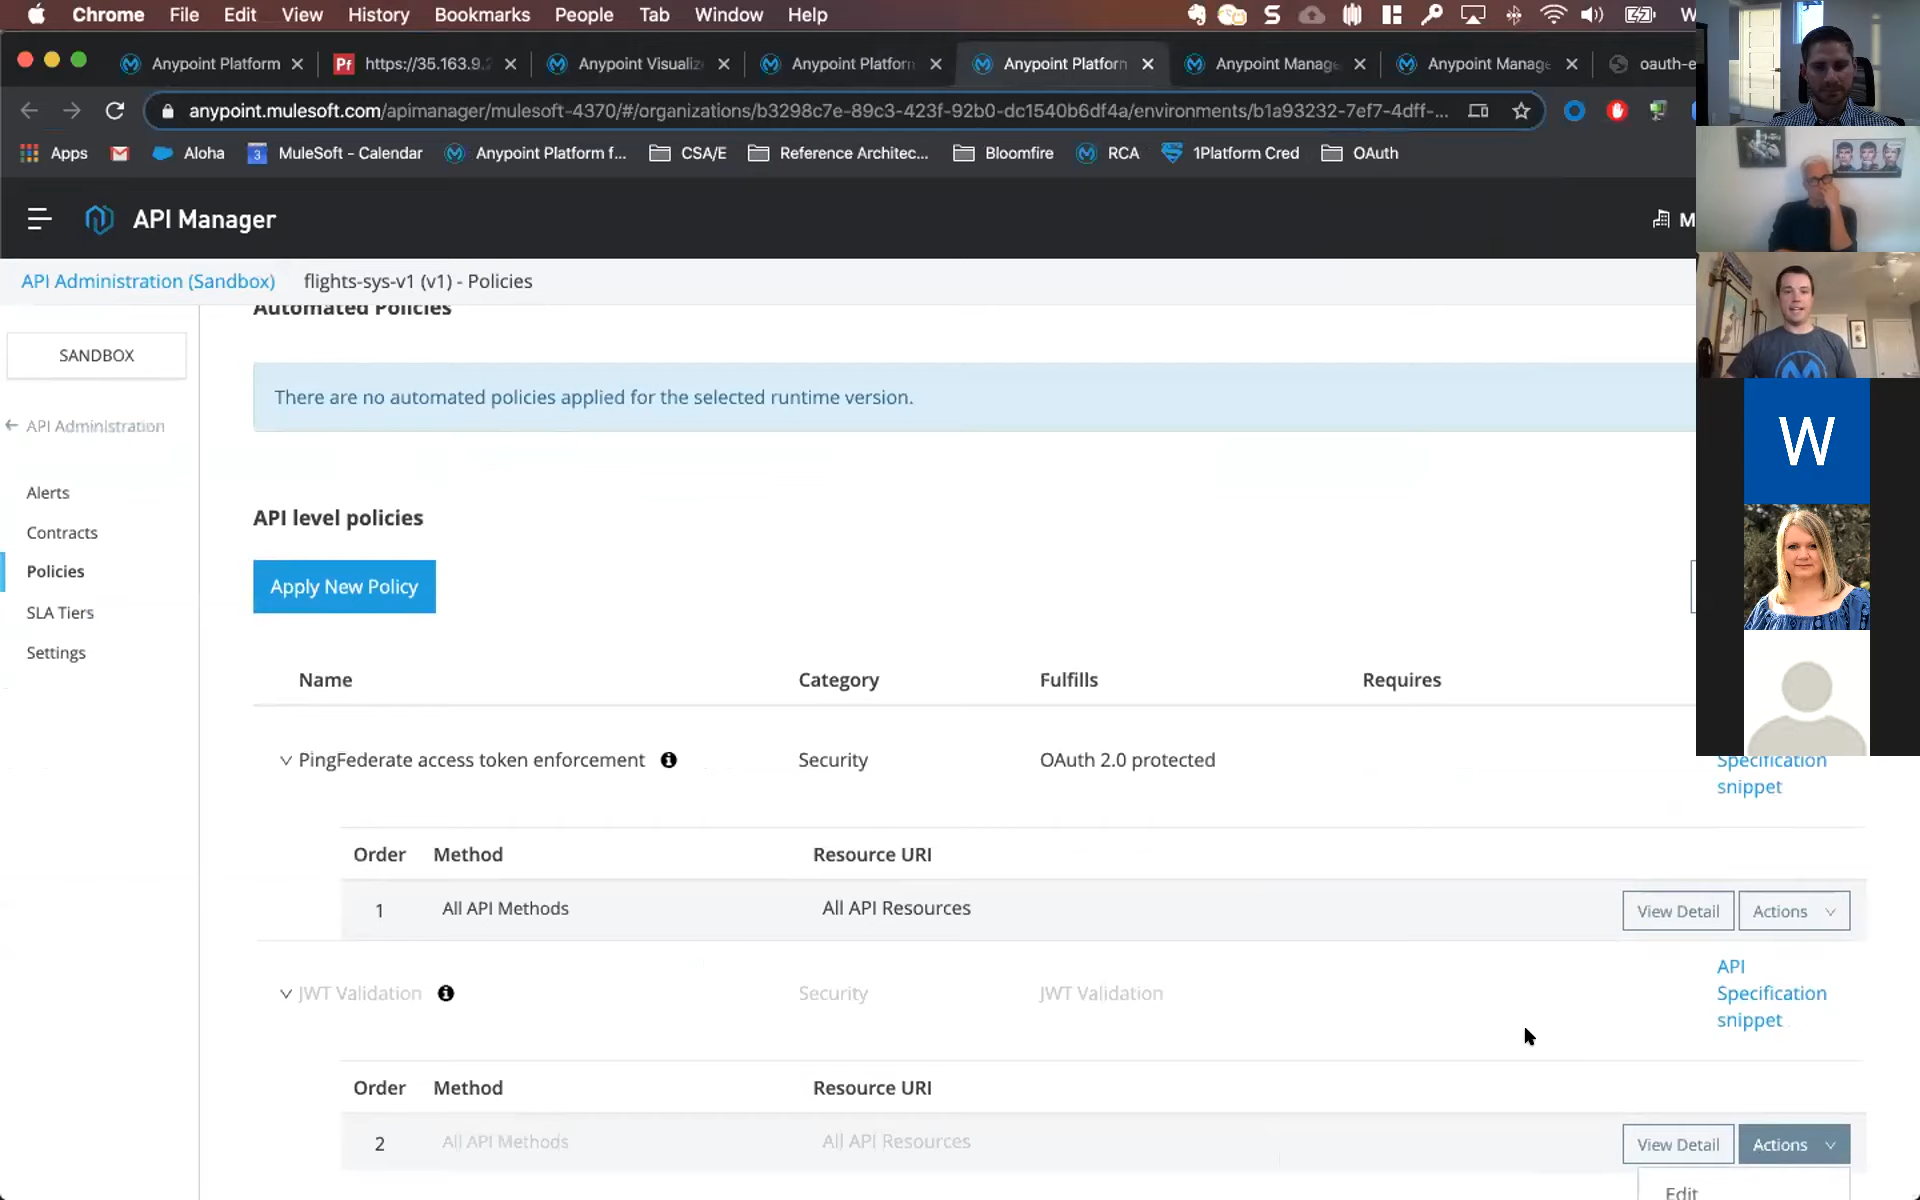 Chrome File Edit View History Bookmarks People Tab Window Help
Anypoint Platform
https://35.163.9.2
Anypoint Visualiz
Anypoint Platform
Anypoint Platform
Anypoint Manage
Anypoint Manage
oauth-e
anypoint.mulesoft.com/apimanager/mulesoft-4370/#/organizations/b3298c7e-89c3-423f-92b0-dc1540b6df4a/environments/b1a93232-7ef7-4dff-...
Apps Aloha MuleSoft - Calendar Anypoint Platform f... CSA/E Reference Architec... Bloomfire RCA 1Platform Cred OAuth
API Manager
M
API Administration (Sandbox) flights-sys-v1 (v1) - Policies
SANDBOX
API Administration
Alerts
Contracts
Policies
SLA Tiers
Settings
Automated Policies
There are no automated policies applied for the selected runtime version.
API level policies
Apply New Policy
Name Category Fulfills Requires
PingFederate access token enforcement Security OAuth 2.0 protected
Specification
snippet
Order Method Resource URI
1 All API Methods All API Resources View Detail Actions
JWT Validation Security JWT Validation
API
Specification
snippet
Order Method Resource URI
2 All API Methods All API Resources View Detail Actions
Edit
W